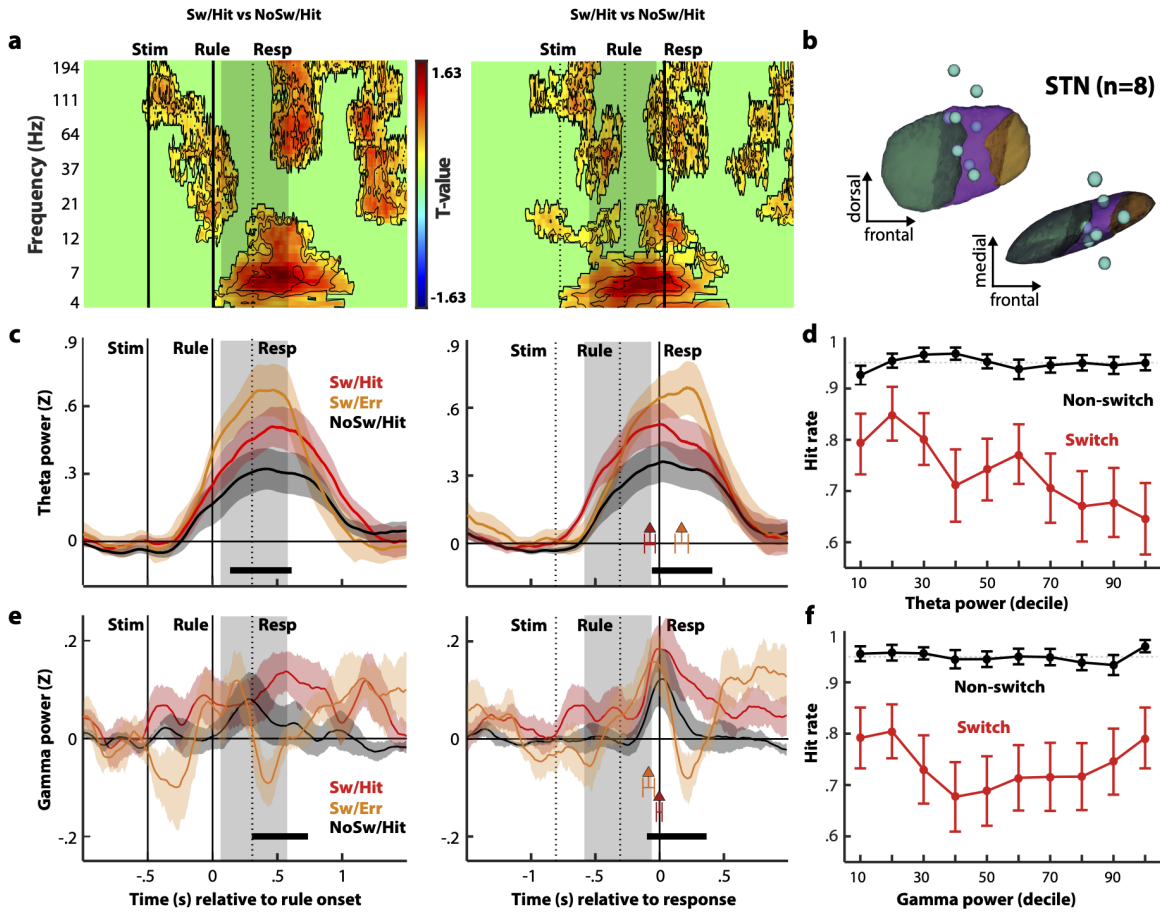 Sw/Hit vs NoSw/Hit
Sw/Hit vs NoSw/Hit
a
Stim
Rule
Resp
Stim
Rule
Resp
b
194
111
64
37
21
12
7
4
Frequency (Hz)
1.63
T-value
-1.63
STN (n=8)
dorsal
frontal
medial
frontal
c
.9
.6
.3
0
Theta power (Z)
Stim
Rule
Resp
Sw/Hit
Sw/Err
NoSw/Hit
.9
.6
.3
0
Stim
Rule
Resp
d
1
.9
.8
.7
.6
Hit rate
Non-switch
Switch
10
30
50
70
90
Theta power (decile)
e
.2
0
-.2
Gamma power (Z)
Stim
Rule
Resp
Sw/Hit
Sw/Err
NoSw/Hit
-.5
0
.5
1
Time (s) relative to rule onset
.2
0
-.2
Stim
Rule
Resp
-1
-.5
0
.5
Time (s) relative to response
f
1
.9
.8
.7
.6
Hit rate
Non-switch
Switch
10
30
50
70
90
Gamma power (decile)